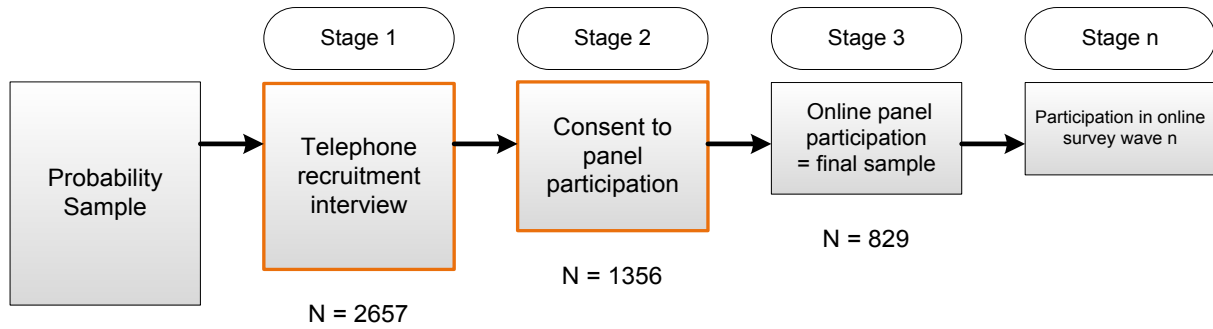 Stage 1
Stage 2
Stage 3
Stage n
Probability
Sample
Telephone
recruitment
interview
Consent to
panel
participation
Online panel
participation
= final sample
Participation in online
survey wave n
N = 2657
N = 1356
N = 829